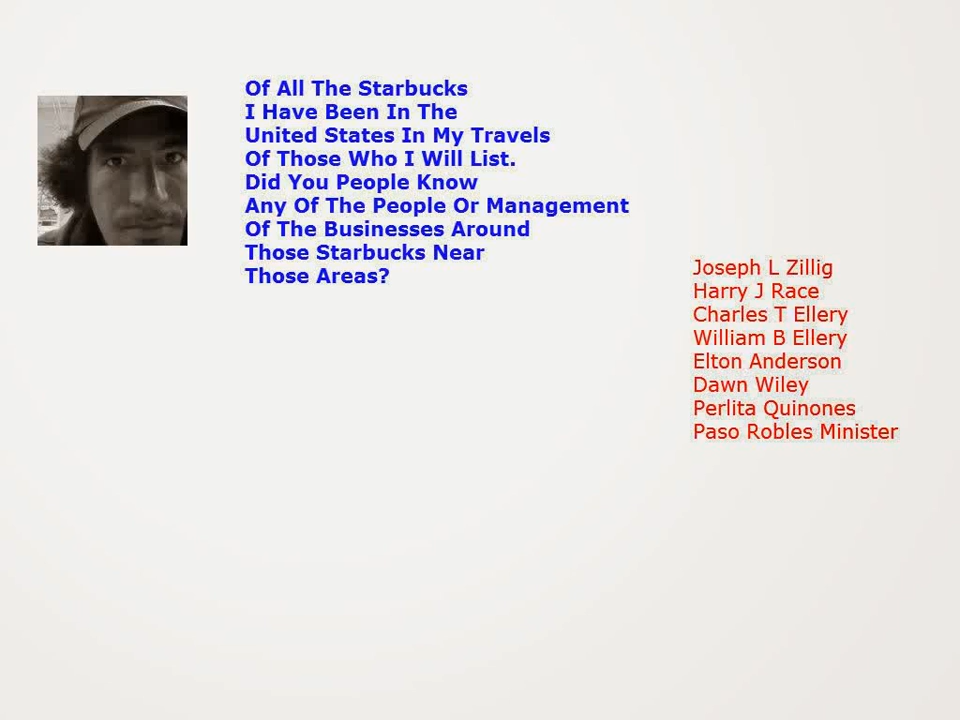 Of All The Starbucks
I Have Been In The
United States In My Travels
Of Those Who I Will List.
Did You People Know
Any Of The People Or Management
Of The Businesses Around
Those Starbucks Near
Those Areas?
Joseph L Zillig
Harry J Race
Charles T Ellery
William B Ellery
Elton Anderson
Dawn Wiley
Perlita Quinones
Paso Robles Minister